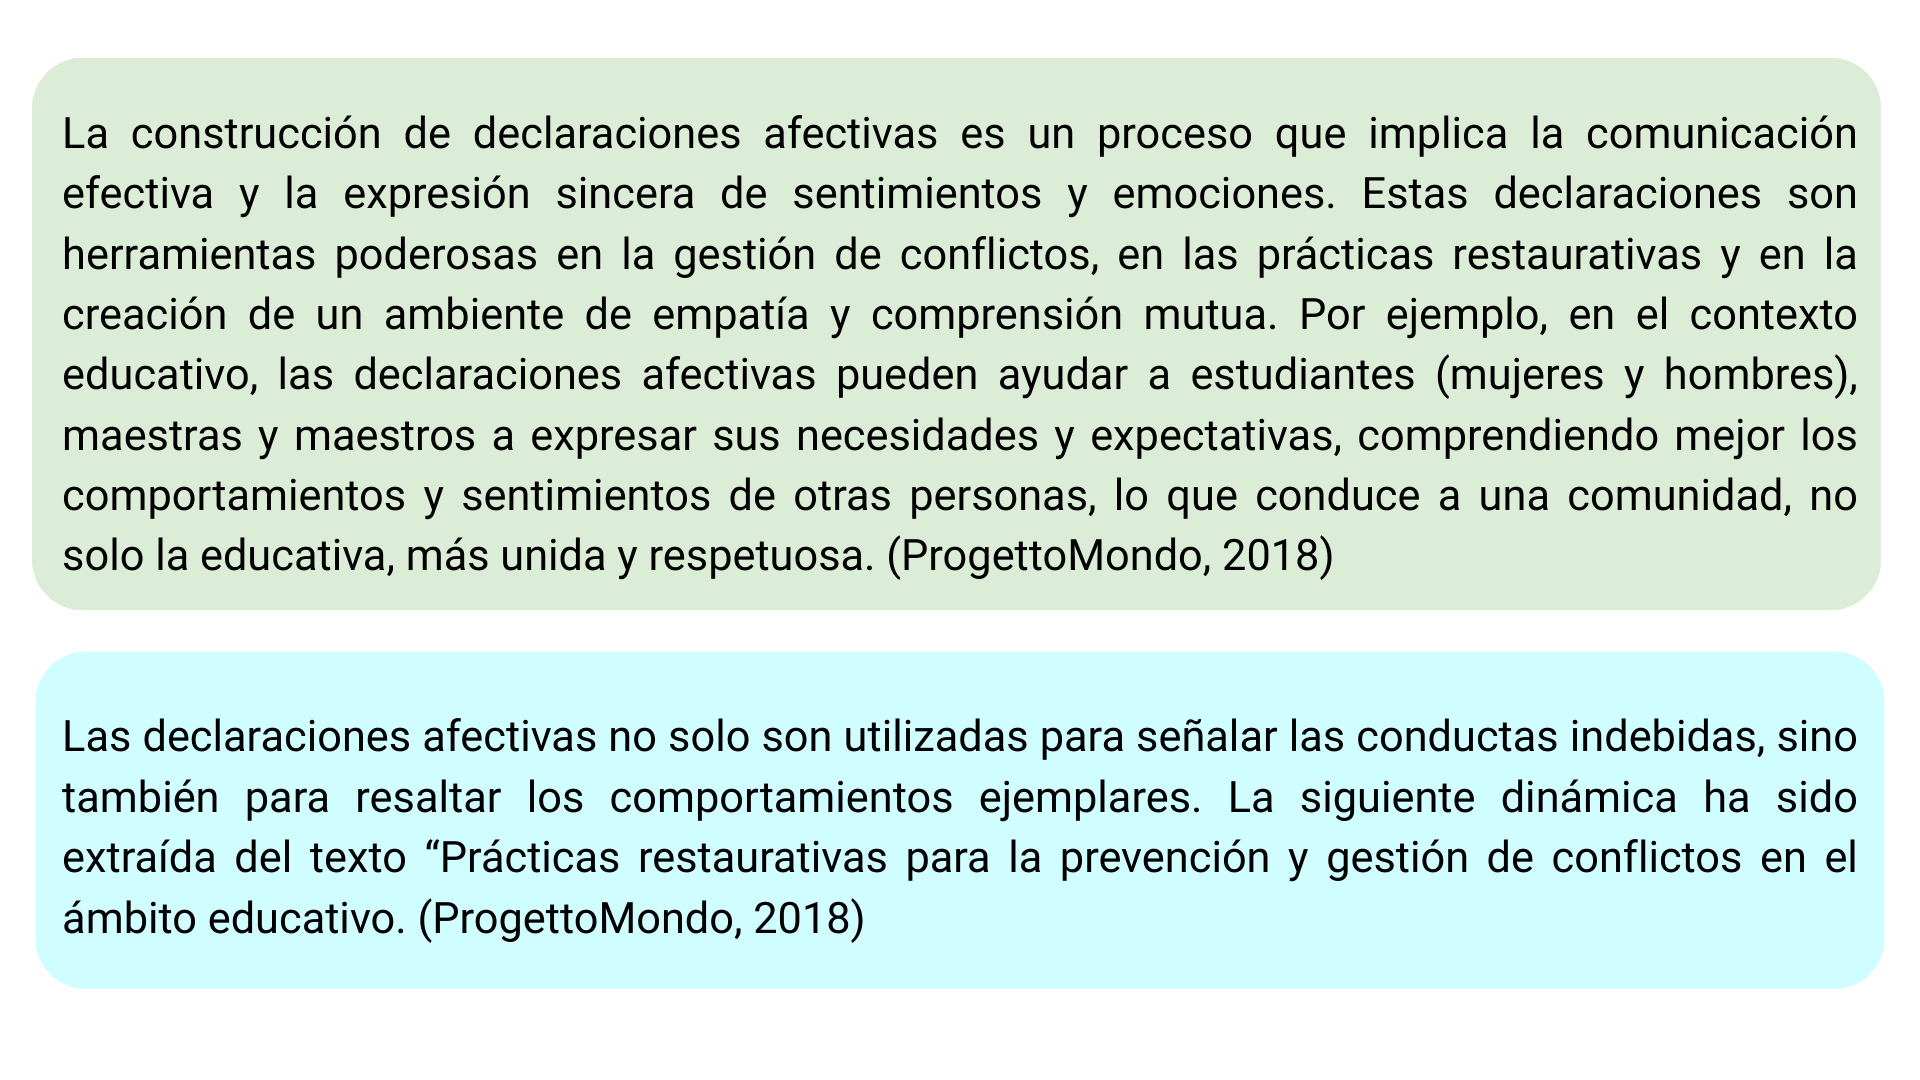 La construcción de declaraciones afectivas es un proceso que implica la comunicación
efectiva y la expresión sincera de sentimientos y emociones. Estas declaraciones son
herramientas poderosas en la gestión de conflictos, en las prácticas restaurativas y en la
creación de un ambiente de empatía y comprensión mutua. Por ejemplo, en el contexto
educativo, las declaraciones afectivas pueden ayudar a estudiantes (mujeres y hombres),
maestras y maestros a expresar sus necesidades y expectativas, comprendiendo mejor los
comportamientos y sentimientos de otras personas, lo que conduce a una comunidad, no
solo la educativa, más unida y respetuosa. (ProgettoMondo, 2018)
Las declaraciones afectivas no solo son utilizadas para señalar las conductas indebidas, sino
también para resaltar los comportamientos ejemplares. La siguiente dinámica ha sido
extraída del texto “Prácticas restaurativas para la prevención y gestión de conflictos en el
ámbito educativo. (ProgettoMondo, 2018)